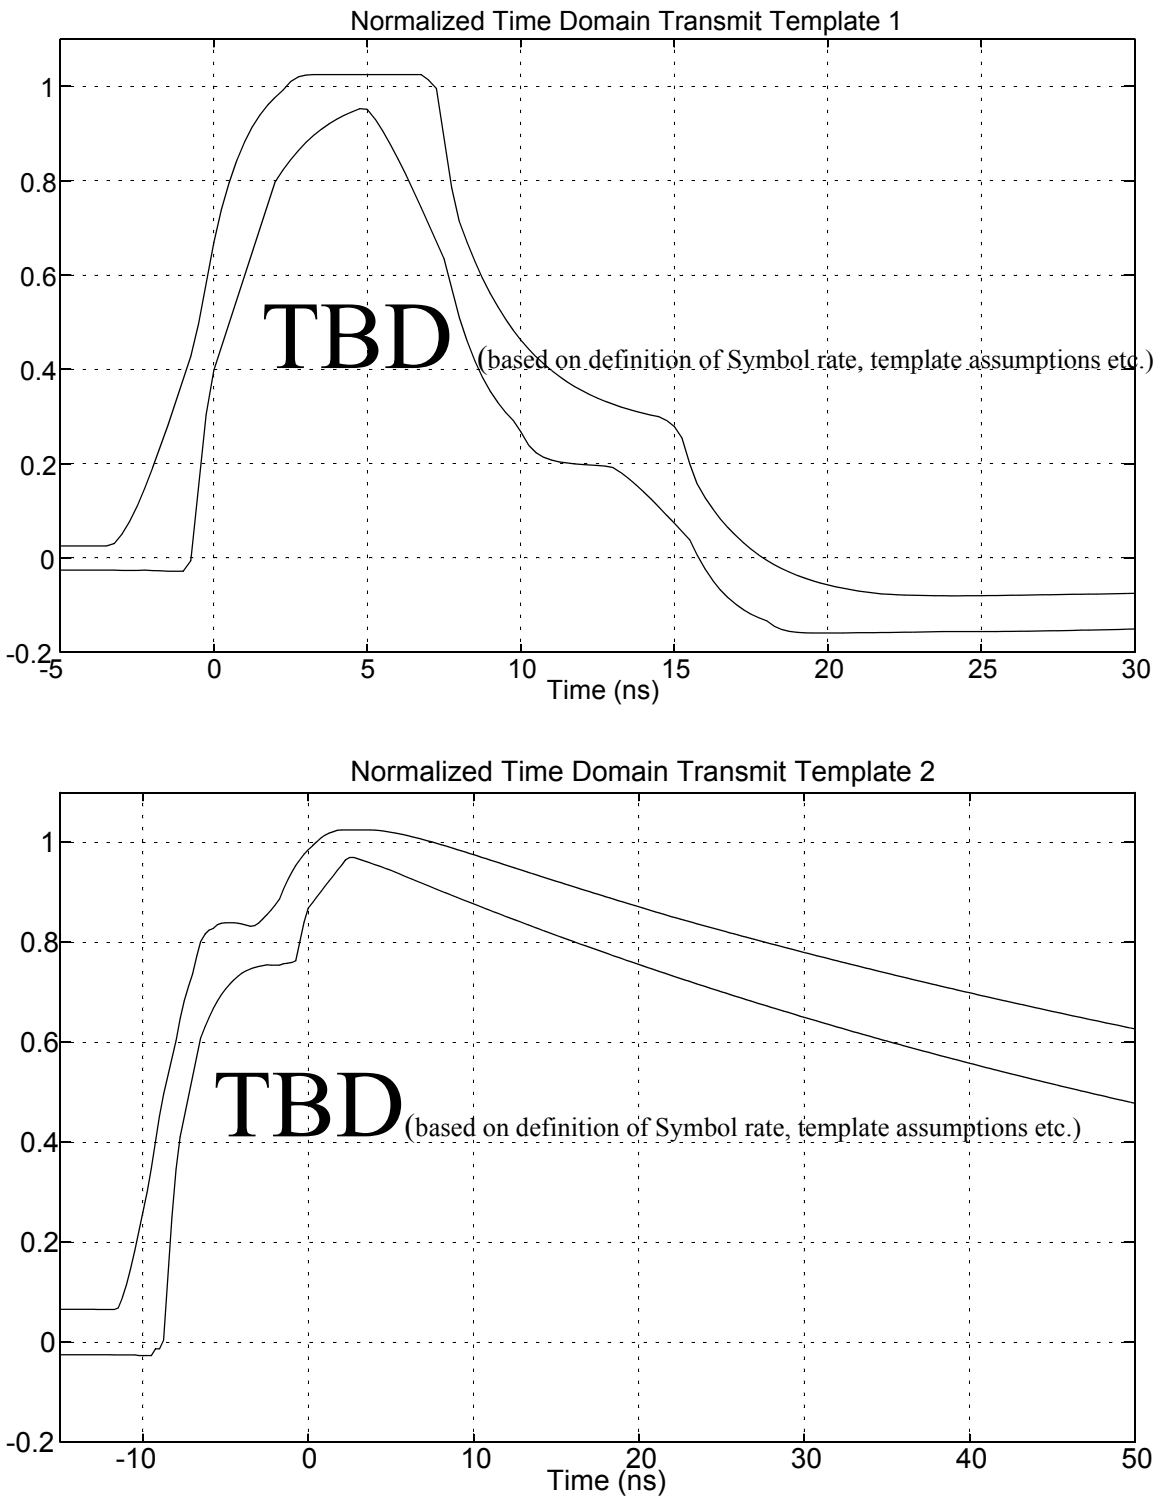 Normalized Time Domain Transmit Template 1
1
0.8
0.6
TBD (based on definition of Symbol rate, template assumptions etc.)
0.4
0.2
0
-0.2
-5 0 5 10 15 20 25 30
Time (ns)
Normalized Time Domain Transmit Template 2
1
0.8
0.6
TBD (based on definition of Symbol rate, template assumptions etc.)
0.4
0.2
0
-0.2
-10 0 10 20 30 40 50
Time (ns)